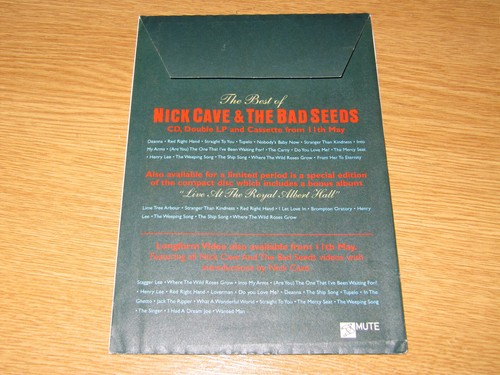 The Best of
NICK CAVE & THE BAD SEEDS
CD, Double LP and Cassette from 11th May
Deanna • Red Right Hand • Straight To You • Tupelo • Nobody's Baby Now • Stranger Than Kindness • Into
My Arms • (Are You) The One That I've Been Waiting For? • The Carny • Do You Love Me? • The Mercy Seat
• Henry Lee • The Weeping Song • The Ship Song • Where The Wild Roses Grow • From Her To Eternity
Also available for a limited period is a special edition
of the compact disc which includes a bonus album
"Live At The Royal Albert Hall"
Lime Tree Arbour • Stranger Than Kindness • Red Right Hand • I Let Love In • Brompton Oratory • Henry
Lee • The Weeping Song • The Ship Song • Where The Wild Roses Grow
Longform Video also available from 11th May,
featuring all Nick Cave And The Bad Seeds videos with
introductions by Nick Cave
Stagger Lee • Where The Wild Roses Grow • Into My Arms • (Are You) The One That I've Been Waiting For?
• Henry Lee • Red Right Hand • Loverman • Do you Love Me? • Deanna • The Ship Song • Tupelo • In The
Ghetto • Jack The Ripper • What A Wonderful World • Straight To You • The Mercy Seat • The Weeping Song
• The Singer • I Had A Dream Joe • Wanted Man
MUTE